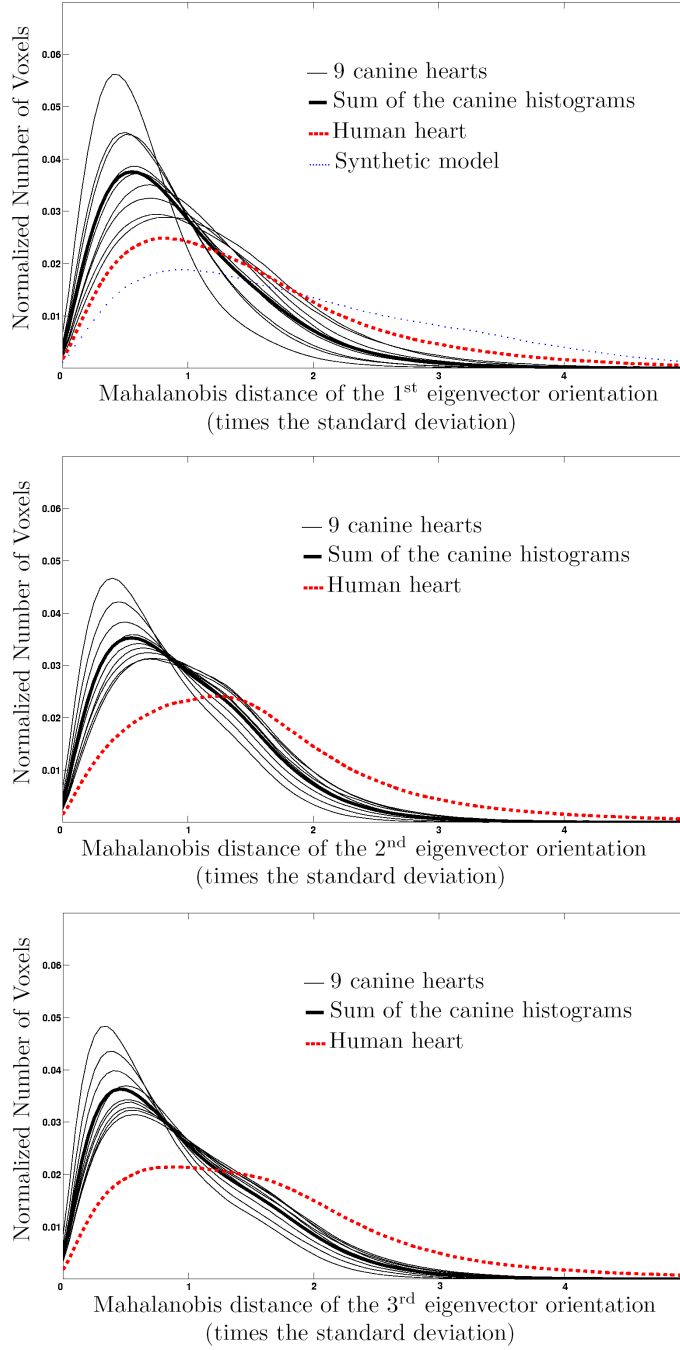 Normalized Number of Voxels
0.06
0.05
0.04
0.03
0.02
0.01
9 canine hearts
Sum of the canine histograms
Human heart
Synthetic model
0 1 2 3 4
Mahalanobis distance of the 1st eigenvector orientation
(times the standard deviation)
Normalized Number of Voxels
0.06
0.05
0.04
0.03
0.02
0.01
9 canine hearts
Sum of the canine histograms
Human heart
0 1 2 3 4
Mahalanobis distance of the 2nd eigenvector orientation
(times the standard deviation)
Normalized Number of Voxels
0.06
0.05
0.04
0.03
0.02
0.01
9 canine hearts
Sum of the canine histograms
Human heart
0 1 2 3 4
Mahalanobis distance of the 3rd eigenvector orientation
(times the standard deviation)